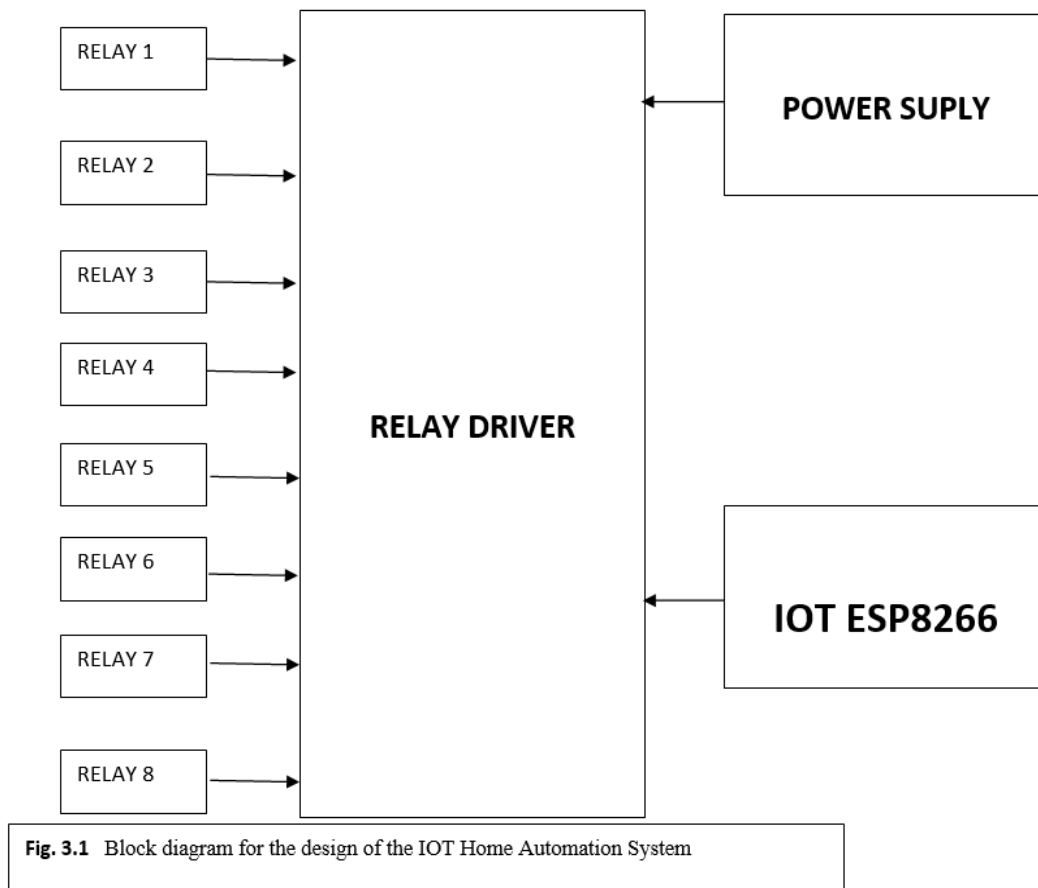 RELAY 1
RELAY 2
RELAY 3
RELAY 4
RELAY 5
RELAY 6
RELAY 7
RELAY 8
RELAY DRIVER
POWER SUPLY
IOT ESP8266
Fig. 3.1 Block diagram for the design of the IOT Home Automation System